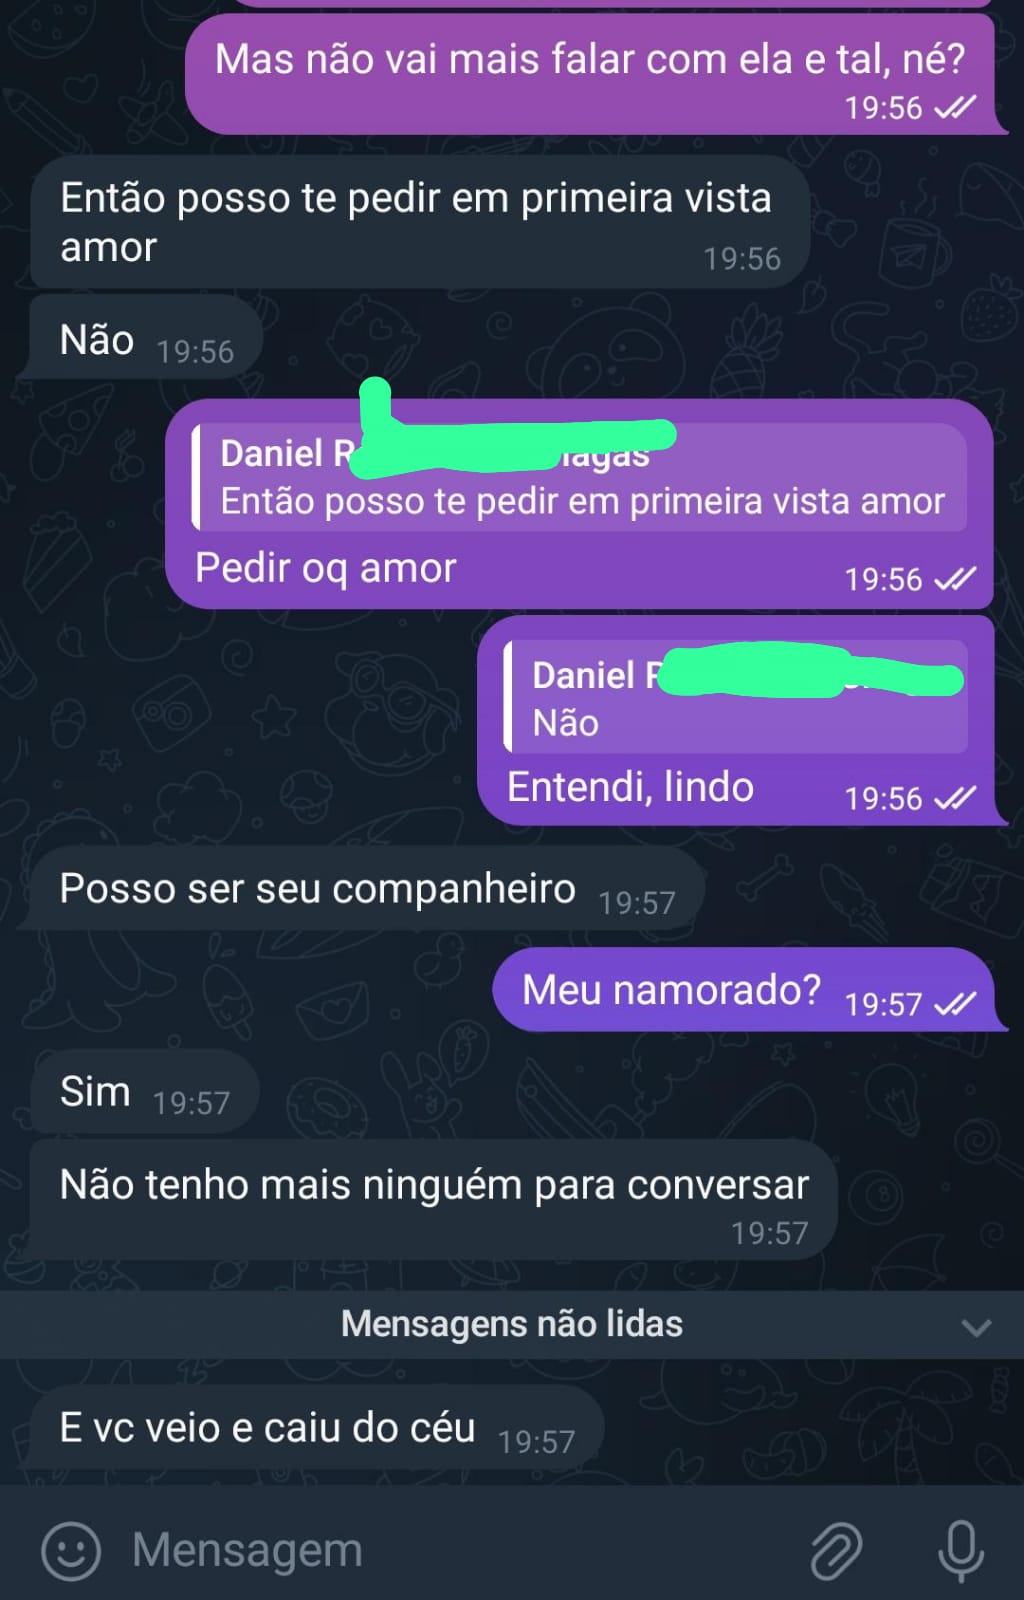 Mas não vai mais falar com ela e tal, né?
19:56
Então posso te pedir em primeira vista
amor
19:56
Não 19:56
Daniel
Então posso te pedir em primeira vista amor
Pedir oq amor 19:56
Daniel
Não
Entendi, lindo 19:56
Posso ser seu companheiro 19:57
Meu namorado? 19:57
Sim 19:57
Não tenho mais ninguém para conversar
19:57
Mensagens não lidas
E vc veio e caiu do céu 19:57
Mensagem